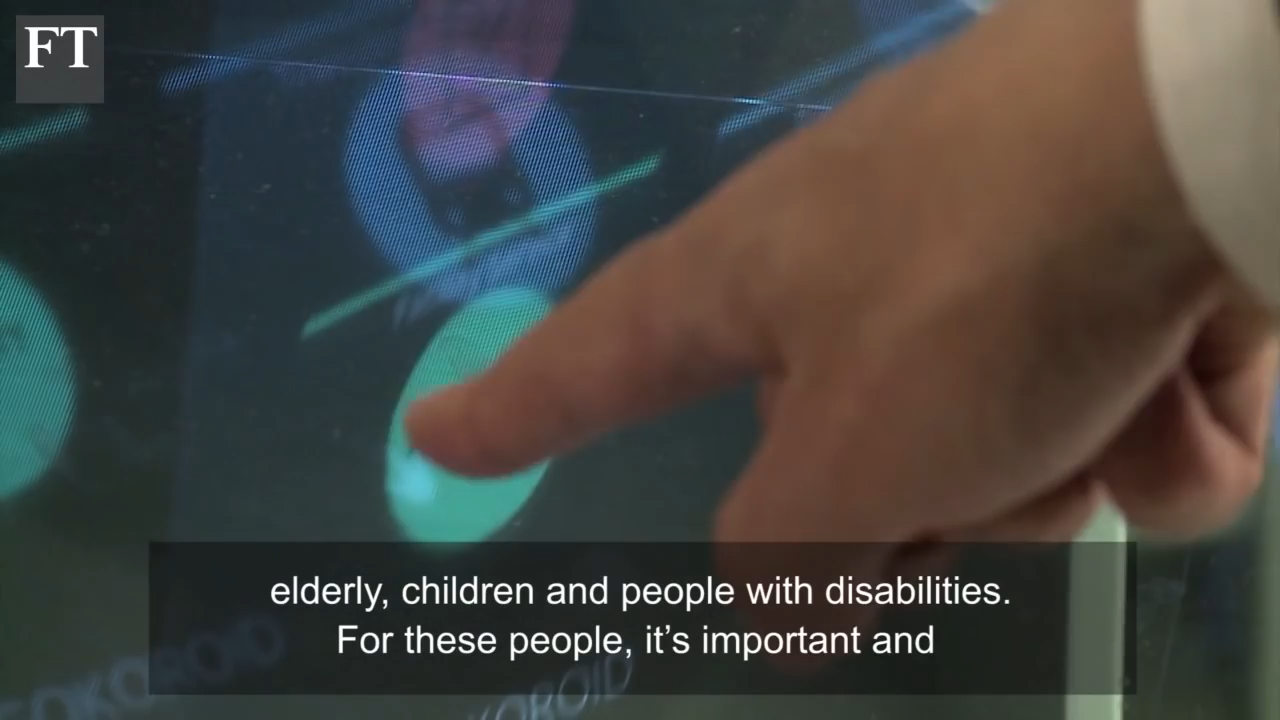 FT
elderly, children and people with disabilities.
For these people, it's important and